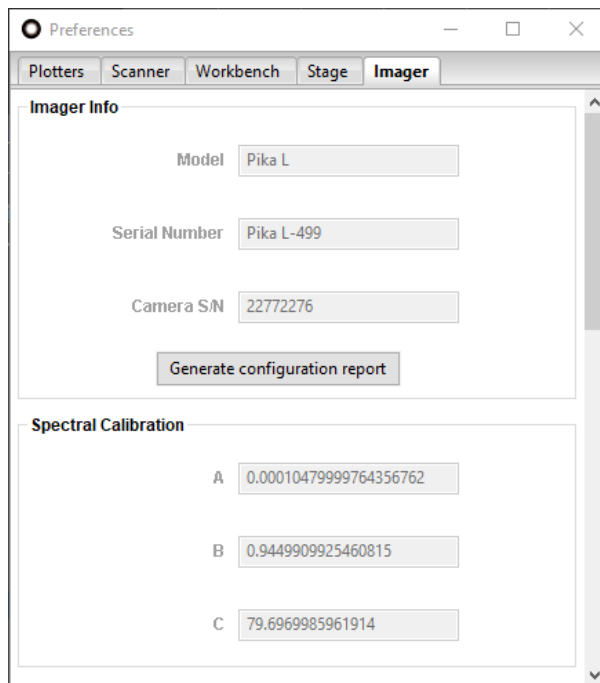 Preferences
Plotters Scanner Workbench Stage Imager
Imager Info
Model Pika L
Serial Number Pika L-499
Camera S/N 22772276
Generate configuration report
Spectral Calibration
A 0.00010479999764356762
B 0.9449909925460815
C 79.6969985961914